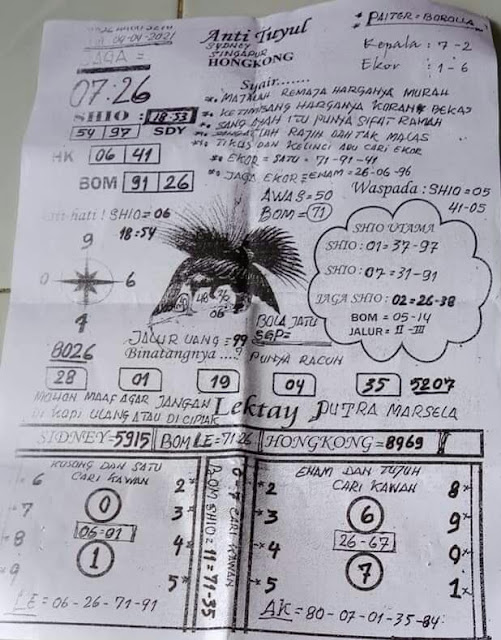 04-04-2021
Anti Tuyul
* PAITER = BOROLLA
SYDNEY
SINGAPUR
HONGKONG
Kepala : 7 - 2
Ekor : 1 - 6
JAGA =
Syair.......
07:26
* MAJALAH REMAJA HARGANYA MURAH
* KETIMBANG HARGANYA KORANG BEKAS
SHIO : 18-53
* SANG AYAH ITU PUNYA SIFAT RAMAH
54 97 SDY
LAH RAJIN DAN TAK MALAS
* TIKUS DAN KELINCI ADU CARI EKOR
HK 06 41
* EKOR = SATU = 71-91-41
* JAGA EKOR = ENAM = 26-06-96
BOM 91 26
AWAS = 50
Waspada : SHIO = 05
41-05
BOM = 71
hati ! SHIO = 06
18:54
9
6
4
SHIO UTAMA
SHIO : 01 = 37-97
SHIO : 07 = 31-91
JAGA SHIO : 02 = 26-38
BOM = 05-14
JALUR = II - III
BOLA JATU
SGP=
JALUR UANG = 99
8026
Binatangnya ....?
PUNYA RACUN
28 01 19 04 35 5207
MOHON MAAF AGAR JANGAN
DI KOPI ULANG ATAU DI CIPLAK
Lektay PUTRA MARSELA
SIDNEY = 5915 BOM LE = 71 26 HONGKONG = 8969
KOSONG DAN SATU
CARI KAWAN
6
7
8
9
0
06-01
1
2*
3*
4*
5*
LE = 06-26-71-91
0-7 CARI KAWAN
BOM SHIO = 11 = 71-35
ENAM DAN TUJUH
CARI KAWAN
*2
*3
*4
*5
6
26-67
7
8*
9*
0*
1*
AK = 80-07-01-35-84